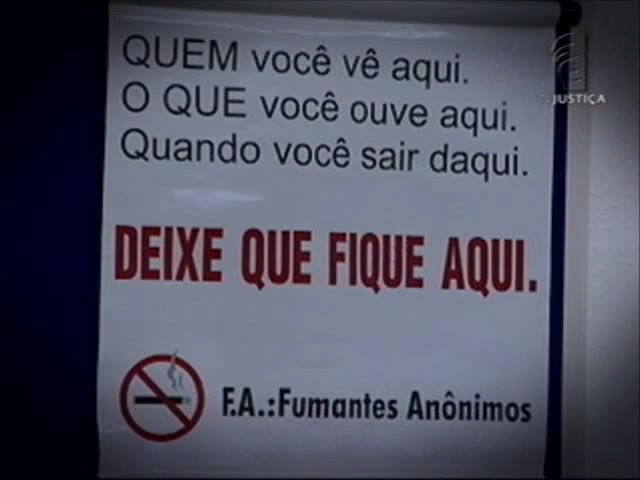 QUEM você vê aqui.
O QUE você ouve aqui.
Quando você sair daqui.
DEIXE QUE FIQUE AQUI.
F.A.:Fumantes Anônimos
JUSTIÇA